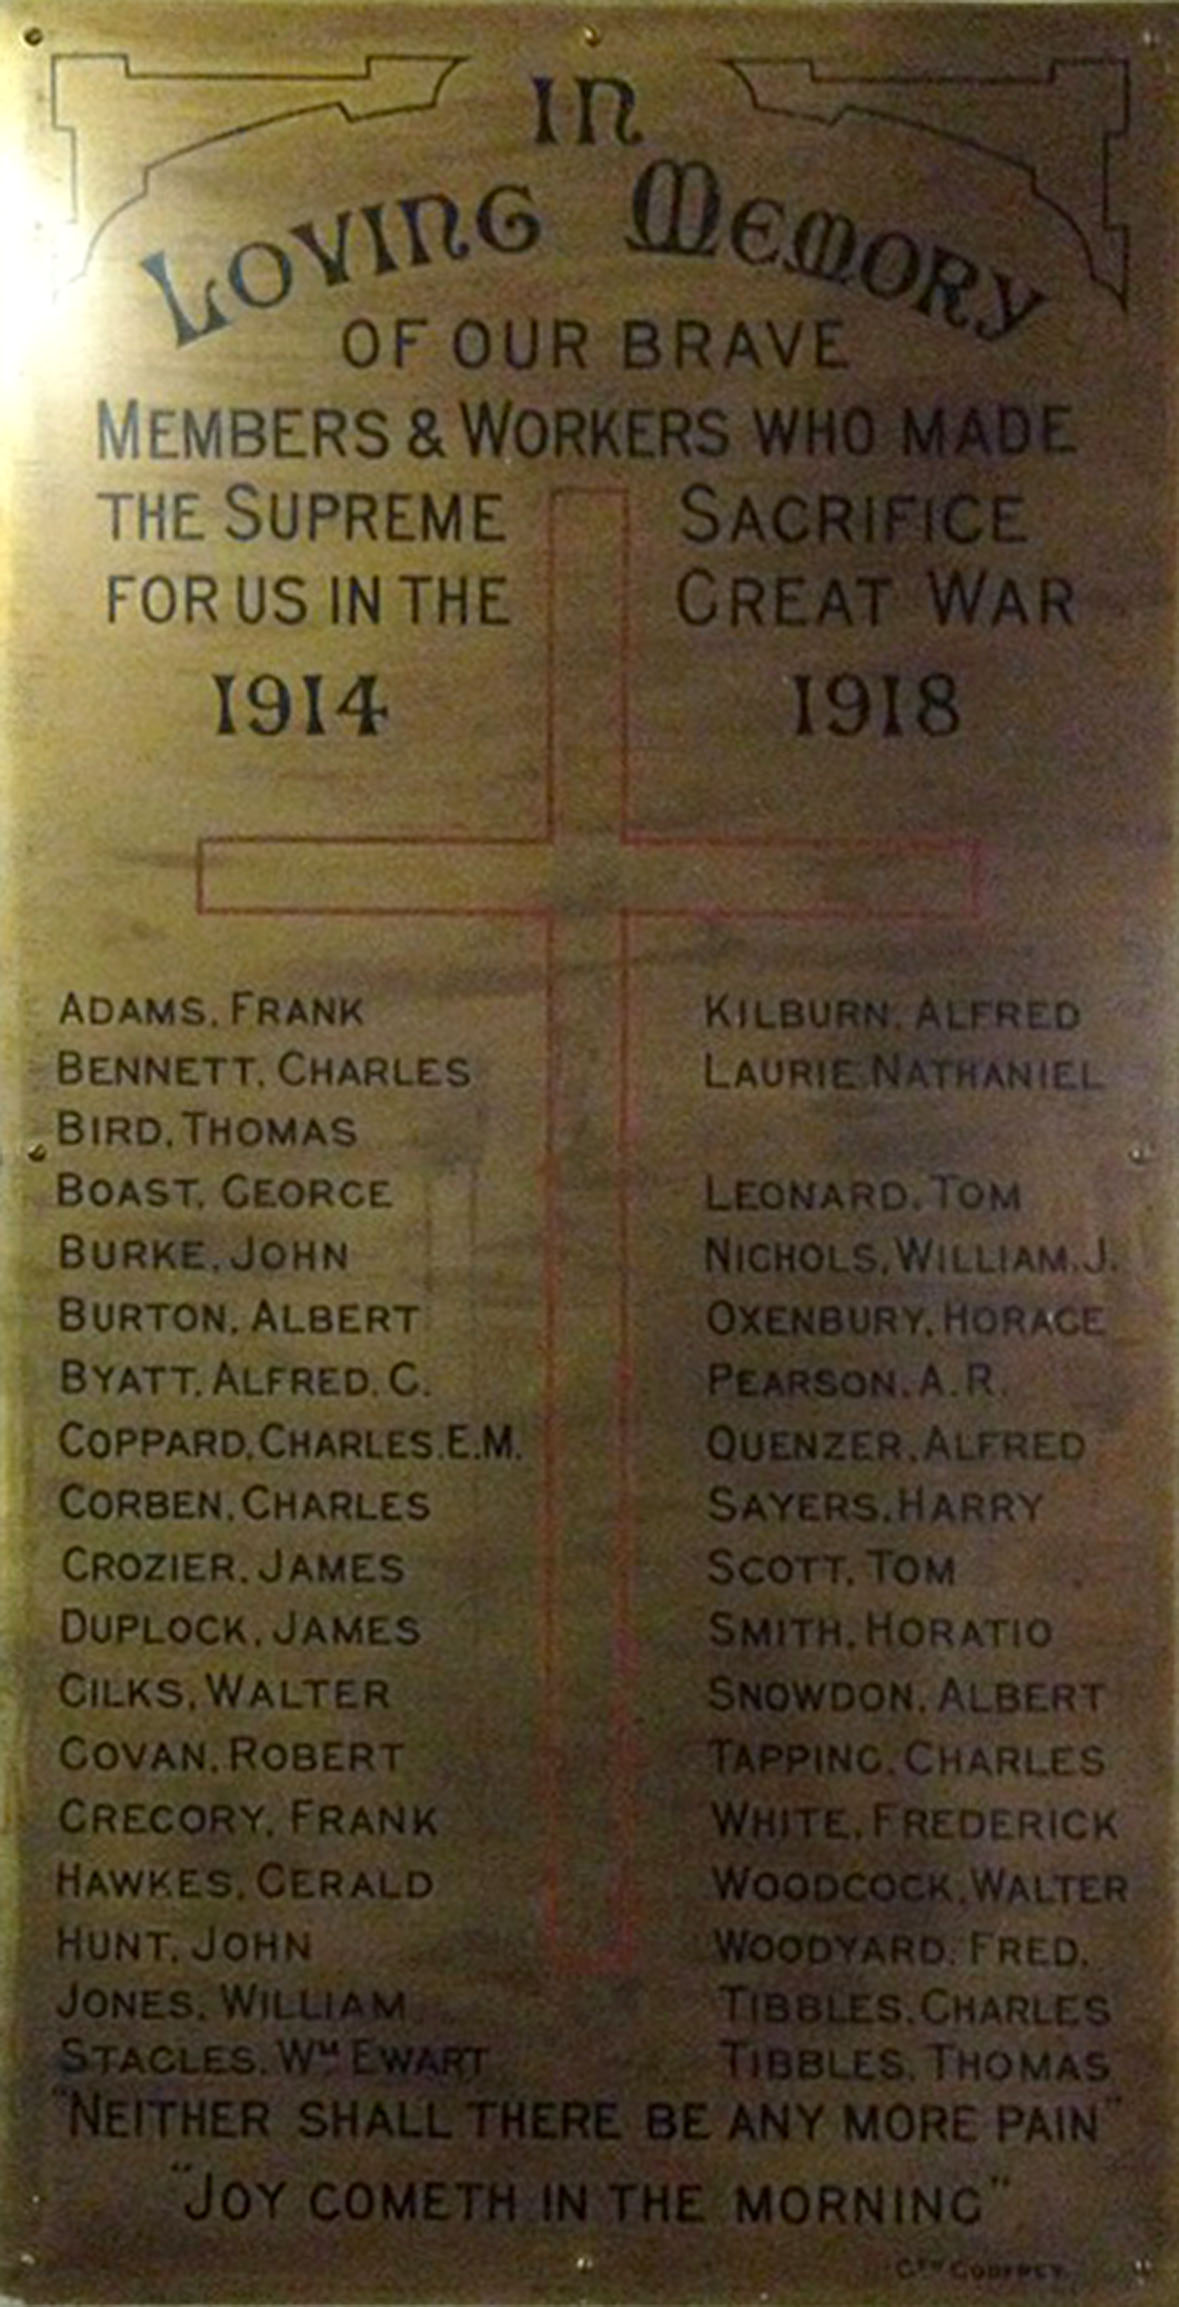 IN
LOVING MEMORY
OF OUR BRAVE
MEMBERS & WORKERS WHO MADE
THE SUPREME SACRIFICE
FOR US IN THE GREAT WAR
1914 1918
ADAMS, FRANK
BENNETT, CHARLES
BIRD, THOMAS
BOAST, GEORGE
BURKE, JOHN
BURTON, ALBERT
BYATT, ALFRED. G.
COPPARD, CHARLES. E.M.
CORBEN, CHARLES
CROZIER, JAMES
DUPLOCK, JAMES
GILKS, WALTER
GOVAN, ROBERT
GREGORY, FRANK
HAWKES, GERALD
HUNT, JOHN
JONES, WILLIAM
STAGLES, WM EWART
KILBURN, ALFRED
LAURIE, NATHANIEL
LEONARD, TOM
NICHOLS, WILLIAM. J.
OXENBURY, HORACE
PEARSON, A.R.
QUENZER, ALFRED
SAYERS, HARRY
SCOTT, TOM
SMITH, HORATIO
SNOWDON, ALBERT
TAPPING, CHARLES
WHITE, FREDERICK
WOODCOCK, WALTER
WOODYARD, FRED.
TIBBLES, CHARLES
TIBBLES, THOMAS
"NEITHER SHALL THERE BE ANY MORE PAIN"
"JOY COMETH IN THE MORNING"
GODFREY